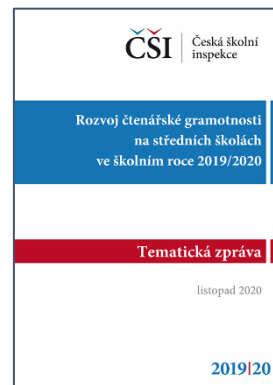 ČŠI
Česká školní
inspekce
Rozvoj čtenářské gramotnosti
na středních školách
ve školním roce 2019/2020
Tematická zpráva
listopad 2020
2019|20